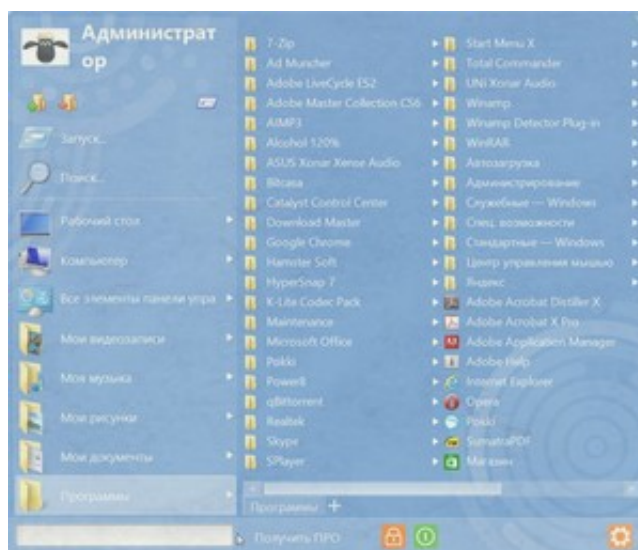 Администрат
ор
Запуск...
Поиск...
Рабочий стол
Компьютер
Все элементы панели упра
Мои видеозаписи
Моя музыка
Мои рисунки
Мои документы
Программы
7-Zip
Ad Muncher
Adobe LiveCycle ES2
Adobe Master Collection CS6
AIMP3
Alcohol 120%
ASUS Xonar Xense Audio
Bitcasa
Catalyst Control Center
Download Master
Google Chrome
Hamster Soft
HyperSnap 7
K-Lite Codec Pack
Maintenance
Microsoft Office
Pokki
Power8
qBittorrent
Realtek
Skype
SPlayer
Start Menu X
Total Commander
UNi Xonar Audio
Winamp
Winamp Detector Plug-in
WinRAR
Автозагрузка
Администрирование
Служебные — Windows
Спец. возможности
Стандартные — Windows
Центр управления мышью
Яндекс
Adobe Acrobat Distiller X
Adobe Acrobat X Pro
Adobe Application Manager
Adobe Help
Internet Explorer
Opera
Pokki
SumatraPDF
Магазин
Программы +
Получить ПРО